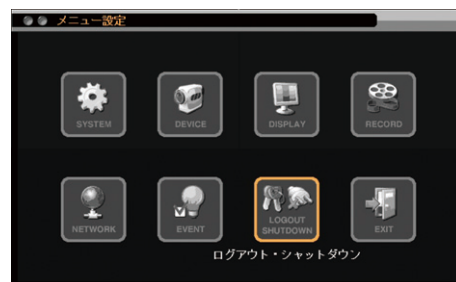 メニュー設定
SYSTEM
DEVICE
DISPLAY
RECORD
NETWORK
EVENT
LOGOUT
SHUTDOWN
EXIT
ログアウト・シャットダウン